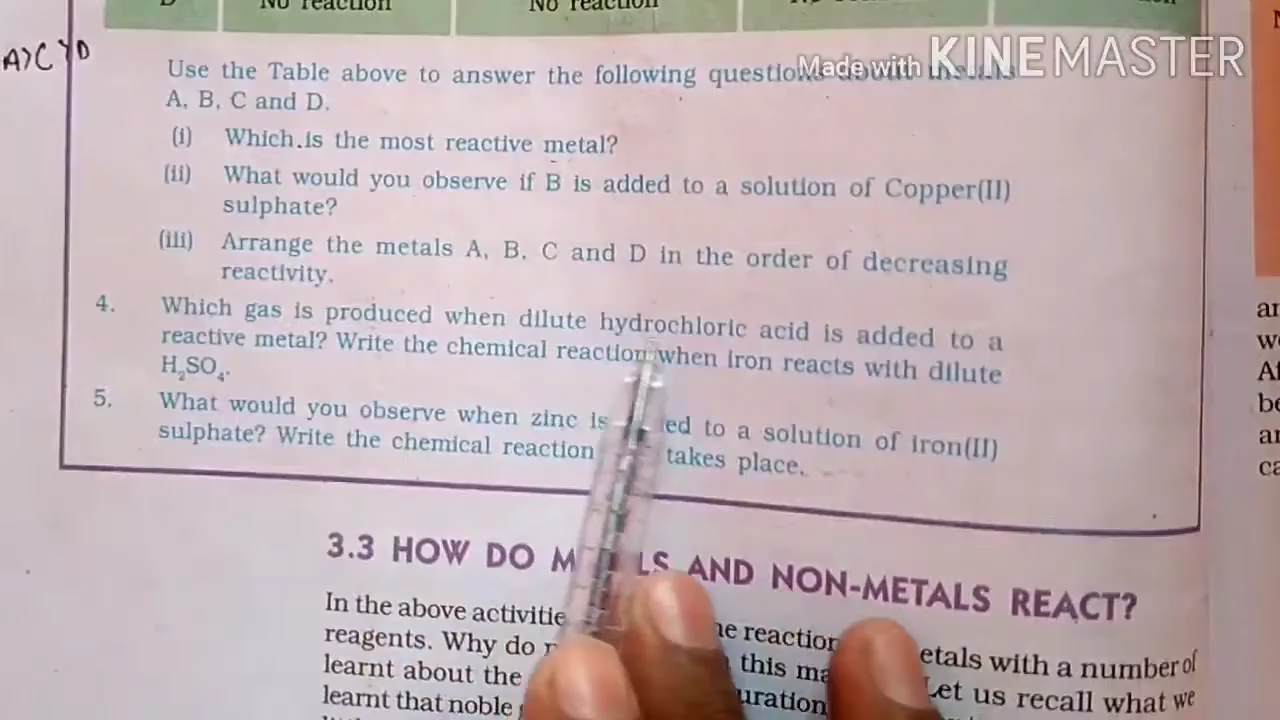 No reaction
No reaction
A>C>D
Made with KINEMASTER
Use the Table above to answer the following questions about metals
A, B, C and D.
(i) Which is the most reactive metal?
(ii) What would you observe if B is added to a solution of Copper(II)
sulphate?
(iii) Arrange the metals A, B, C and D in the order of decreasing
reactivity.
4. Which gas is produced when dilute hydrochloric acid is added to a
reactive metal? Write the chemical reaction when iron reacts with dilute
H₂SO₄.
5. What would you observe when zinc is ed to a solution of iron(II)
sulphate? Write the chemical reaction takes place.
3.3 HOW DO M LS AND NON-METALS REACT?
In the above activitie he reaction etals with a number of
reagents. Why do this ma Let us recall what we
learnt about the uration
learnt that noble